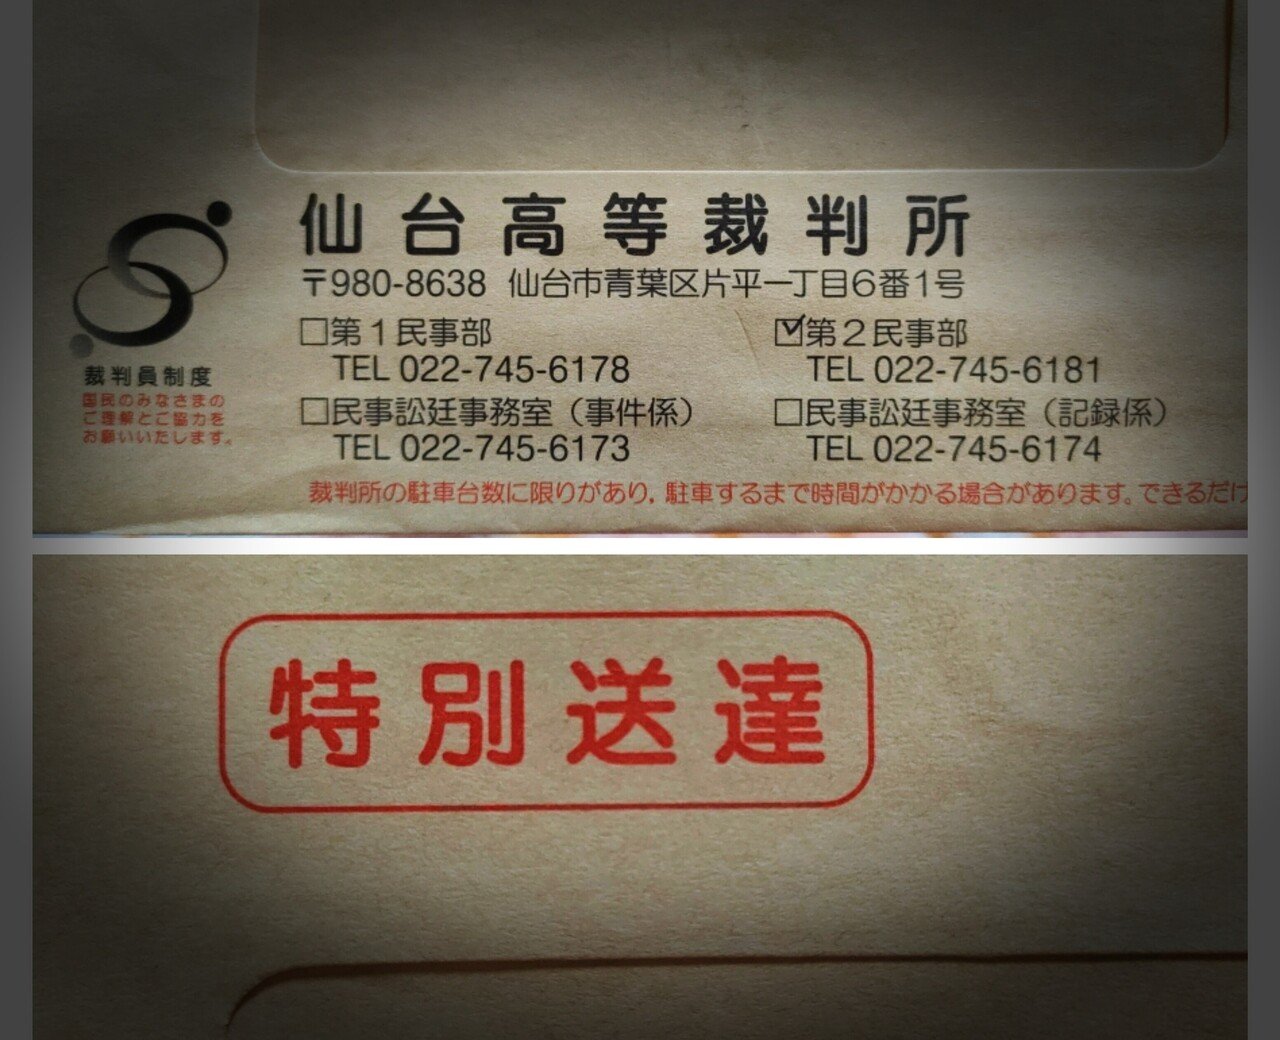 仙台高等裁判所
〒980-8638 仙台市青葉区片平一丁目6番1号
□第1民事部 ☑第2民事部
TEL 022-745-6178 TEL 022-745-6181
□民事訟廷事務室（事件係） □民事訟廷事務室（記録係）
TEL 022-745-6173 TEL 022-745-6174
裁判員制度
国民のみなさまの
ご理解とご協力を
お願いいたします。
裁判所の駐車台数に限りがあり，駐車するまで時間がかかる場合があります。できるだけ
特別送達